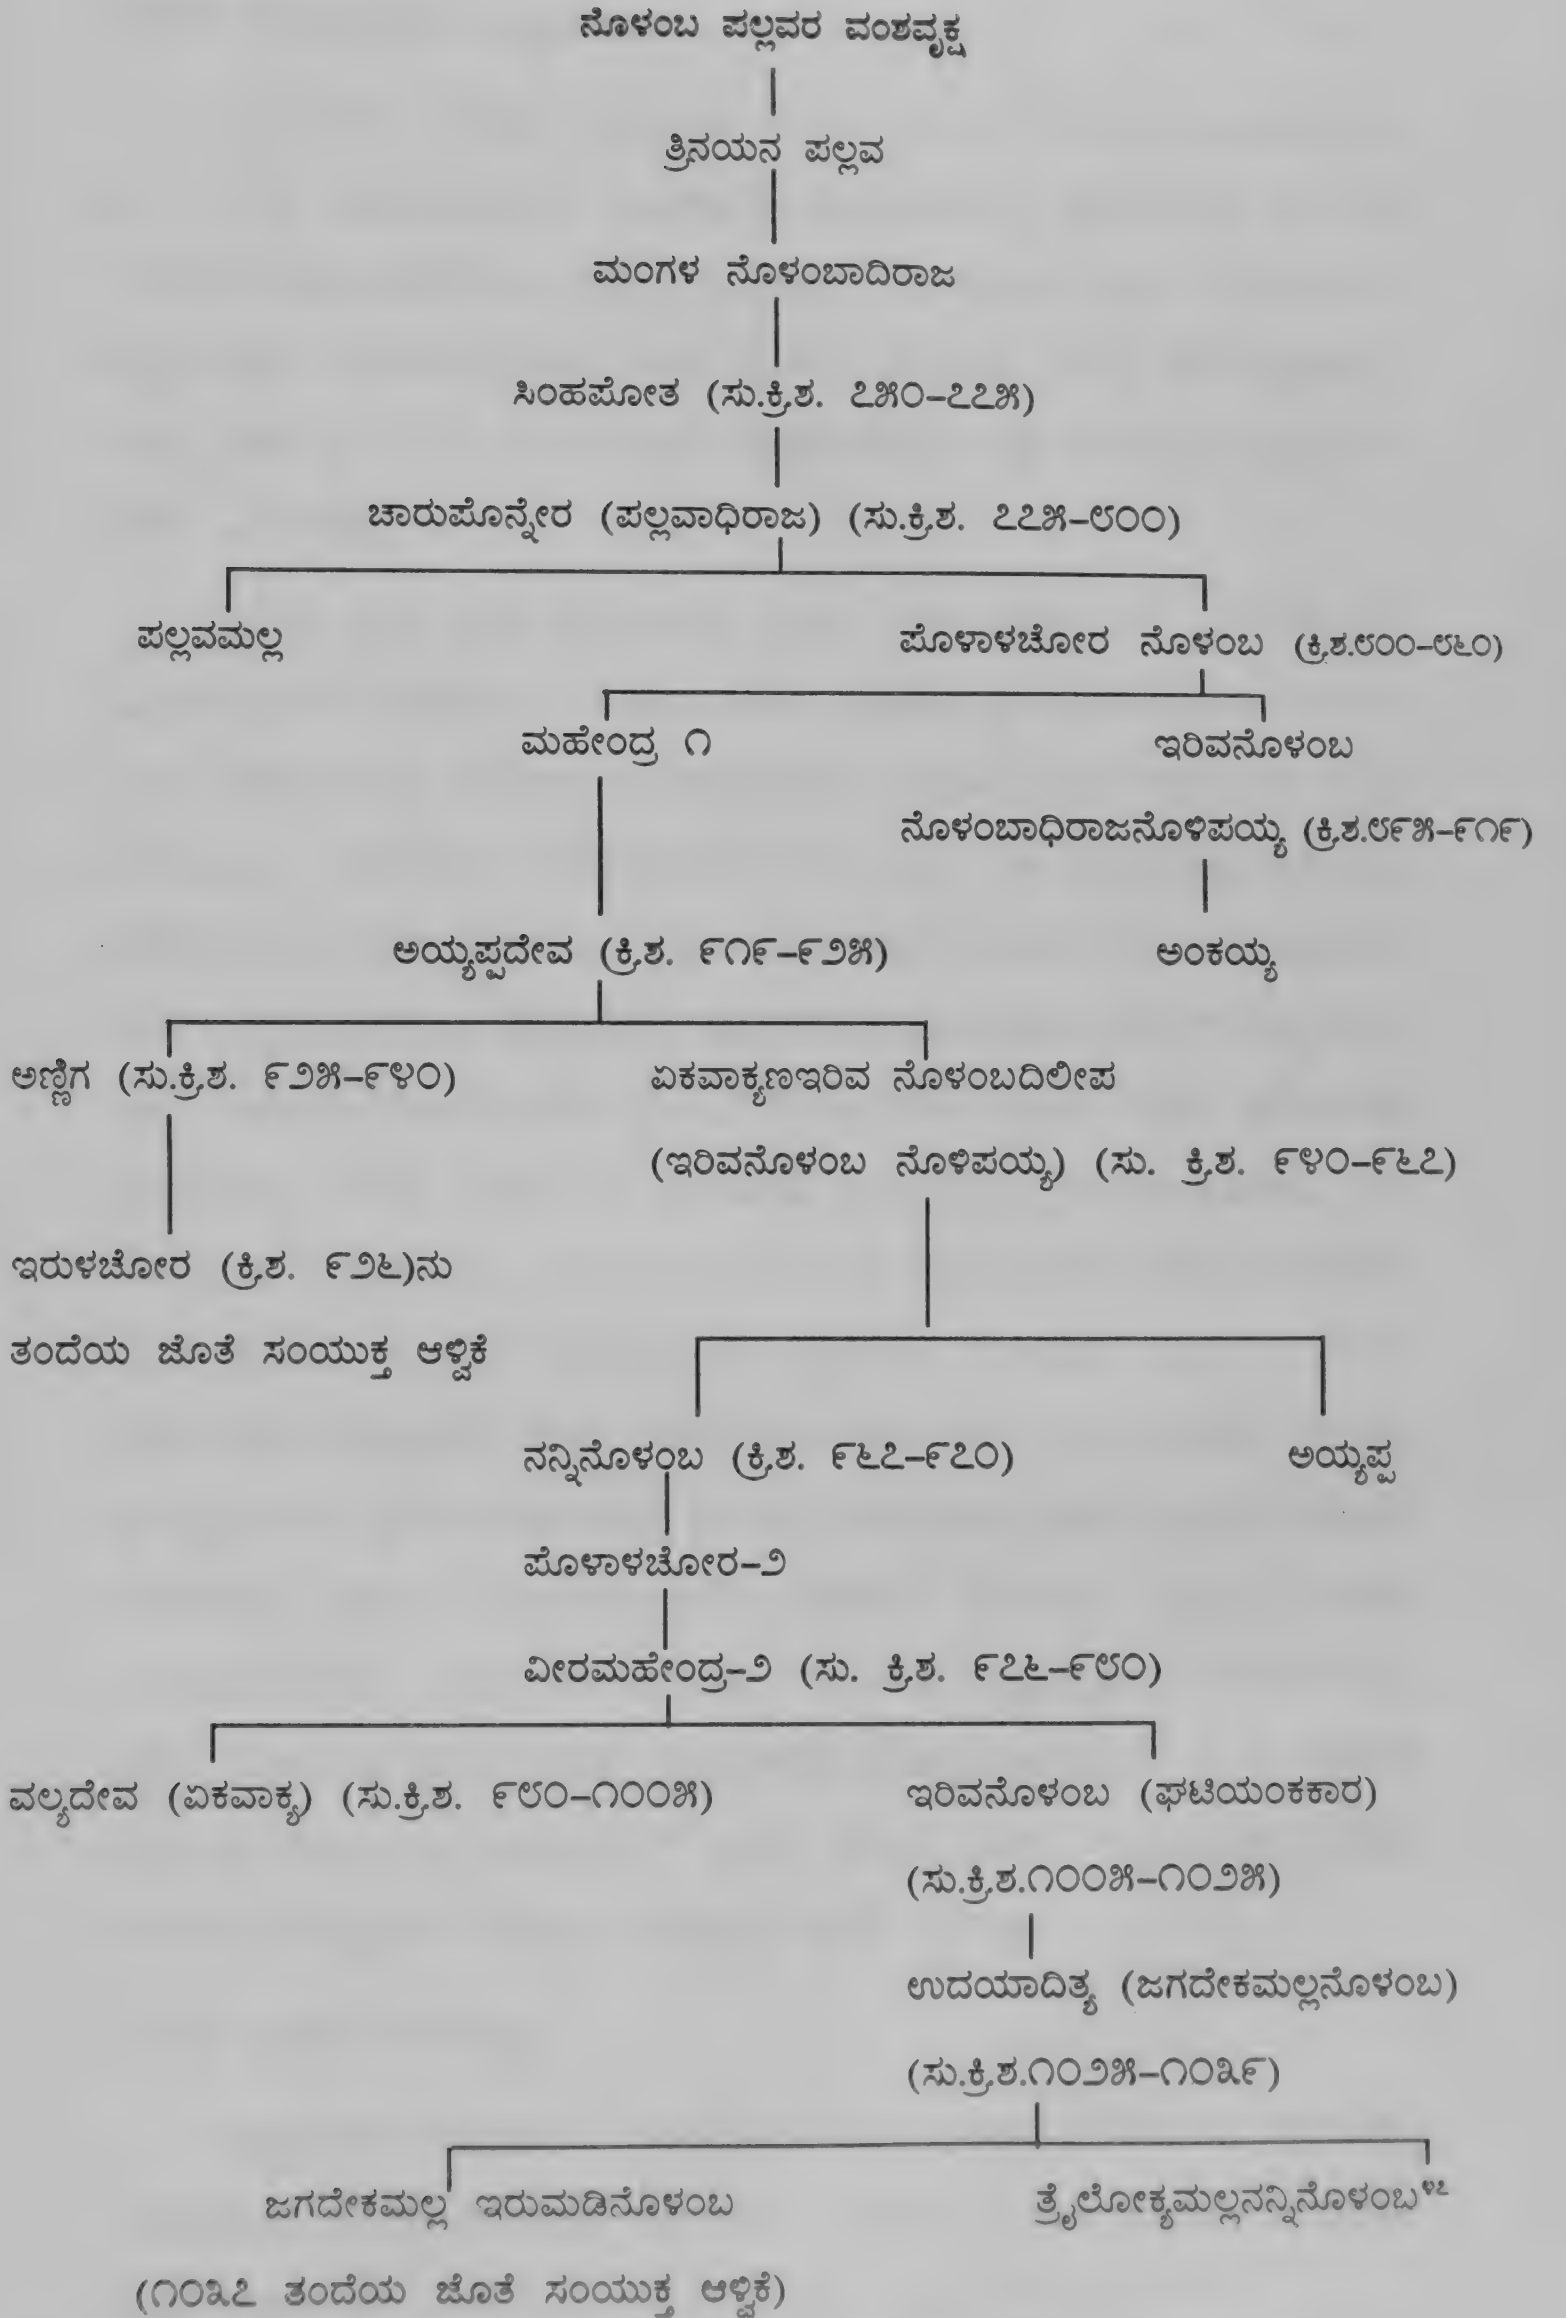 ನೊಳಂಬ ಪಲ್ಲವರ ವಂಶವೃಕ್ಷ
ತ್ರಿನಯನ ಪಲ್ಲವ
ಮಂಗಳ ನೊಳಂಬಾದಿರಾಜ
ಸಿಂಹಪೋತ (ಸು.ಕ್ರಿ.ಶ. ೭೫೦–೭೭೫)
ಚಾರುಪೊನ್ನೇರ (ಪಲ್ಲವಾಧಿರಾಜ) (ಸು.ಕ್ರಿ.ಶ. ೭೭೫–೮೦೦)
ಪಲ್ಲವಮಲ್ಲ ಪೊಳಾಳಚೋರ ನೊಳಂಬ (ಕ್ರಿ.ಶ.೮೦೦–೮೬೦)
ಮಹೇಂದ್ರ ೧ ಇರಿವನೊಳಂಬ
ನೊಳಂಬಾಧಿರಾಜನೊಳಿಪಯ್ಯ (ಕ್ರಿ.ಶ.೮೯೫–೯೧೯)
ಅಯ್ಯಪ್ಪದೇವ (ಕ್ರಿ.ಶ. ೯೧೯–೯೨೫) ಅಂಕಯ್ಯ
ಅಣ್ಣಿಗ (ಸು.ಕ್ರಿ.ಶ. ೯೨೫–೯೪೦) ಏಕವಾಕ್ಯಣಇರಿವ ನೊಳಂಬದಿಲೀಪ
(ಇರಿವನೊಳಂಬ ನೊಳಿಪಯ್ಯ) (ಸು. ಕ್ರಿ.ಶ. ೯೪೦–೯೬೭)
ಇರುಳಚೋರ (ಕ್ರಿ.ಶ. ೯೨೬)ನು
ತಂದೆಯ ಜೊತೆ ಸಂಯುಕ್ತ ಆಳ್ವಿಕೆ
ನನ್ನಿನೊಳಂಬ (ಕ್ರಿ.ಶ. ೯೬೭–೯೭೦) ಅಯ್ಯಪ್ಪ
ಪೊಳಾಳಚೋರ–೨
ವೀರಮಹೇಂದ್ರ–೨ (ಸು. ಕ್ರಿ.ಶ. ೯೭೬–೯೮೦)
ವಲ್ಯದೇವ (ಏಕವಾಕ್ಯ) (ಸು.ಕ್ರಿ.ಶ. ೯೮೦–೧೦೦೫) ಇರಿವನೊಳಂಬ (ಘಟಿಯಂಕಕಾರ)
(ಸು.ಕ್ರಿ.ಶ.೧೦೦೫–೧೦೨೫)
ಉದಯಾದಿತ್ಯ (ಜಗದೇಕಮಲ್ಲನೊಳಂಬ)
(ಸು.ಕ್ರಿ.ಶ.೧೦೨೫–೧೦೩೯)
ಜಗದೇಕಮಲ್ಲ ಇರುಮಡಿನೊಳಂಬ ತ್ರೈಲೋಕ್ಯಮಲ್ಲನನ್ನಿನೊಳಂಬ೪೭
(೧೦೩೭ ತಂದೆಯ ಜೊತೆ ಸಂಯುಕ್ತ ಆಳ್ವಿಕೆ)